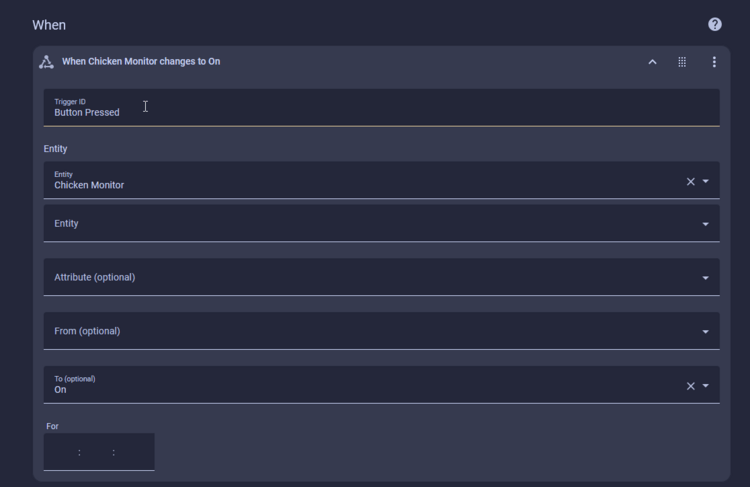 When
When Chicken Monitor changes to On
Trigger ID
Button Pressed
Entity
Entity
Chicken Monitor
Entity
Attribute (optional)
From (optional)
To (optional)
On
For
: :